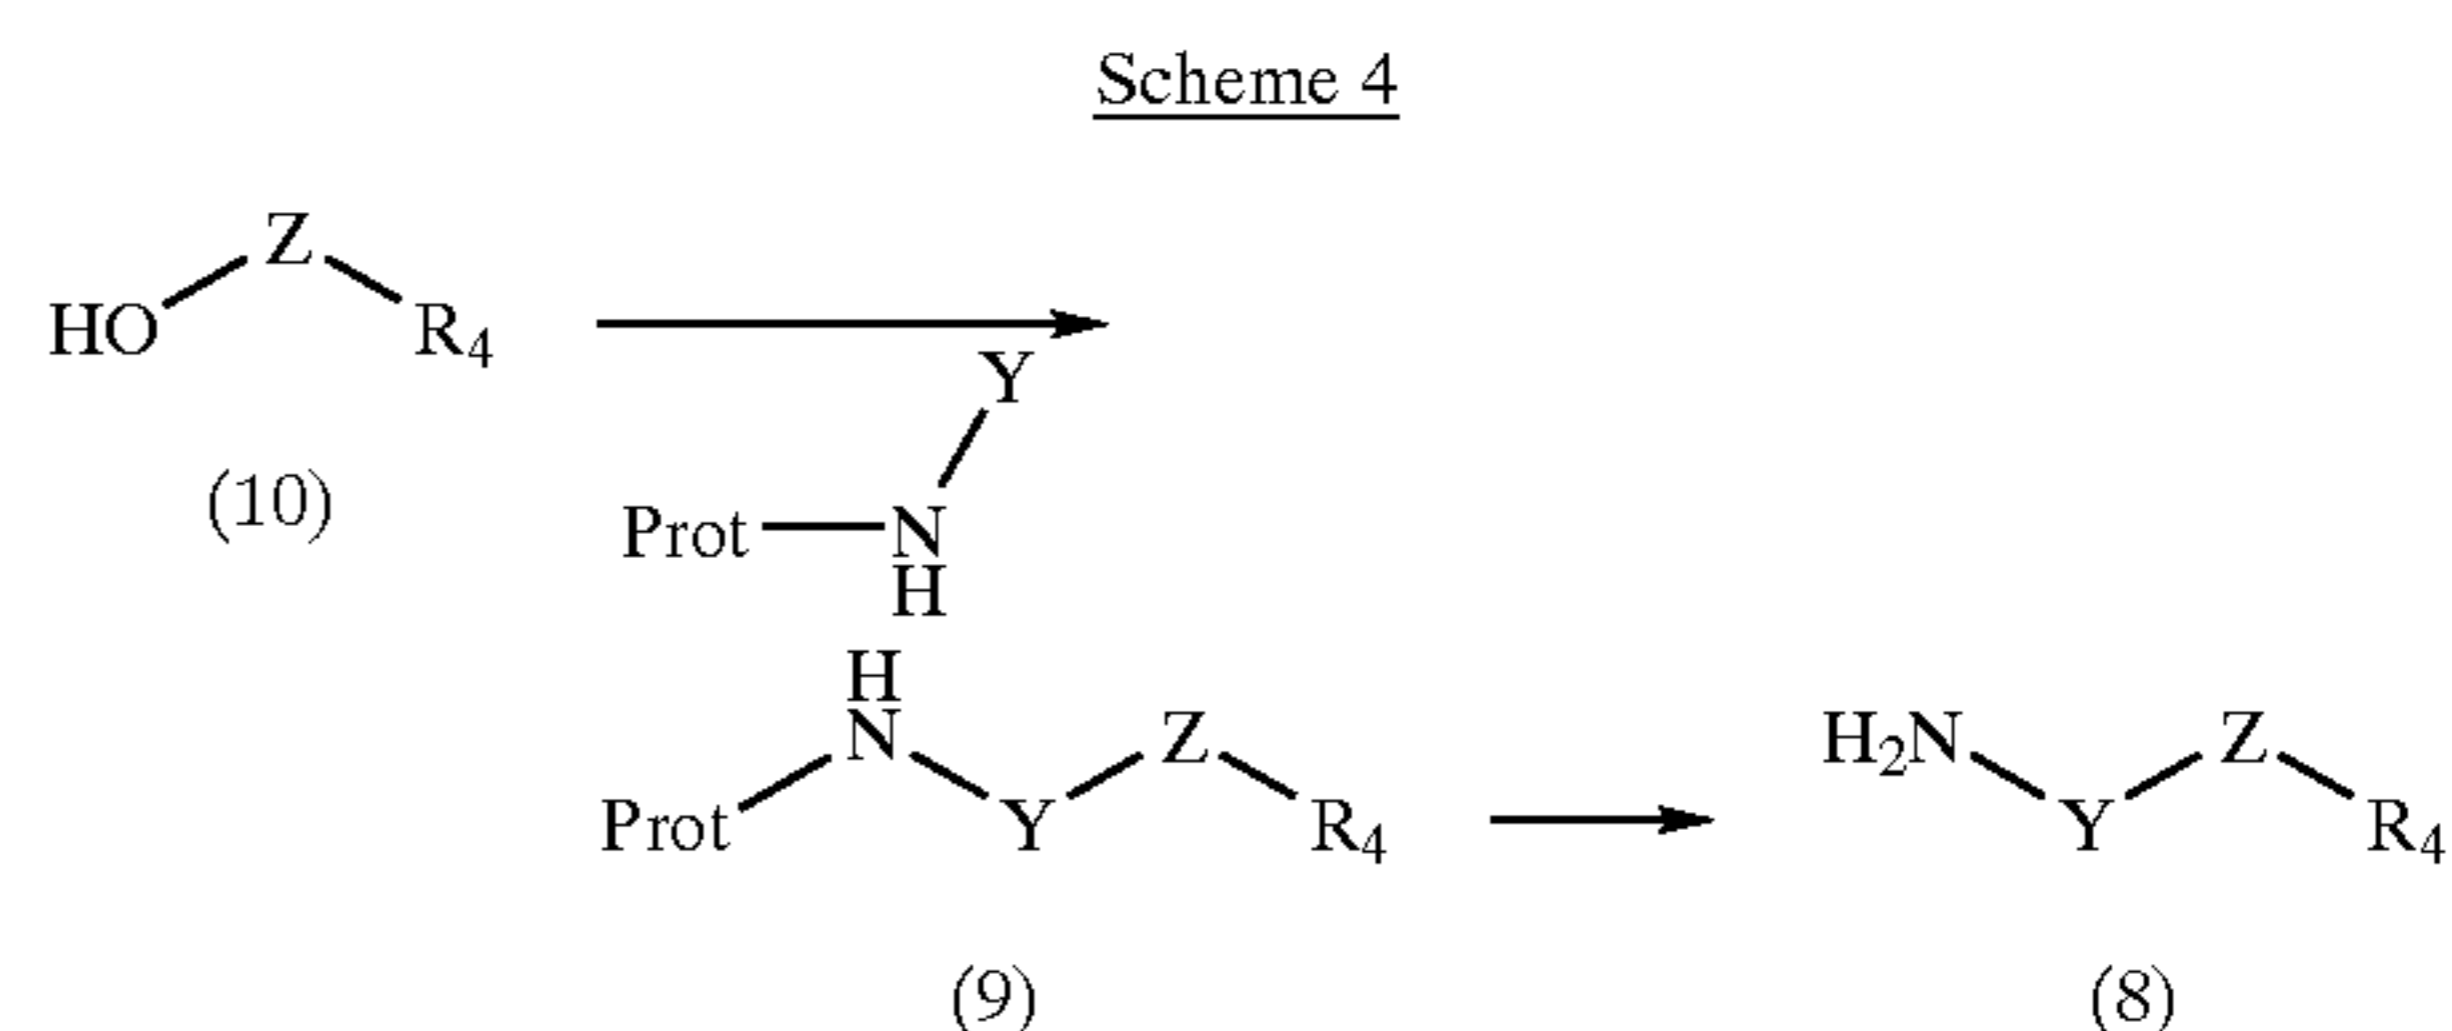 Scheme 4
HO Z R4
(10)
Y
Prot N
H
H
Prot N Y Z R4
H2N Y Z R4
(9)
(8)